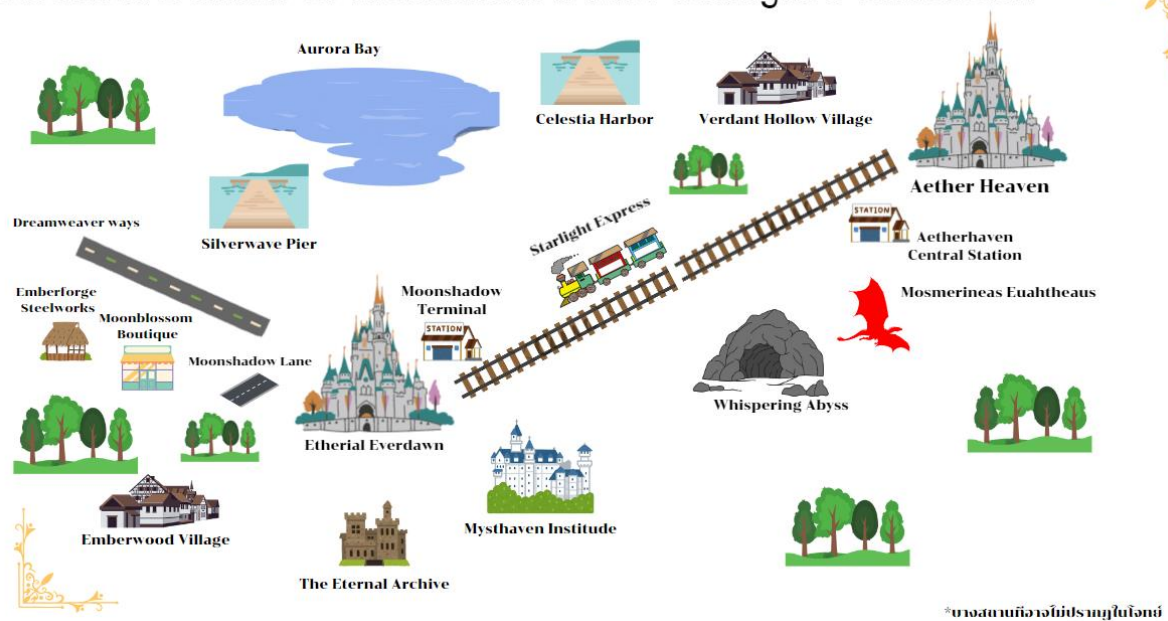 Aurora Bay
Celestia Harbor
Verdant Hollow Village
Aether Heaven
Silverwave Pier
Dreamweaver ways
Starlight Express
STATION
Aetherhaven
Central Station
Emberforge
Steelworks
Moonblossom
Boutique
Moonshadow
Terminal
STATION
Mosmerineas Euahtheaus
Moonshadow Lane
Whispering Abyss
Etherial Everdawn
Mysthaven Institude
Emberwood Village
The Eternal Archive
*บางสถานที่อาจไม่ปรากฏในโจทย์